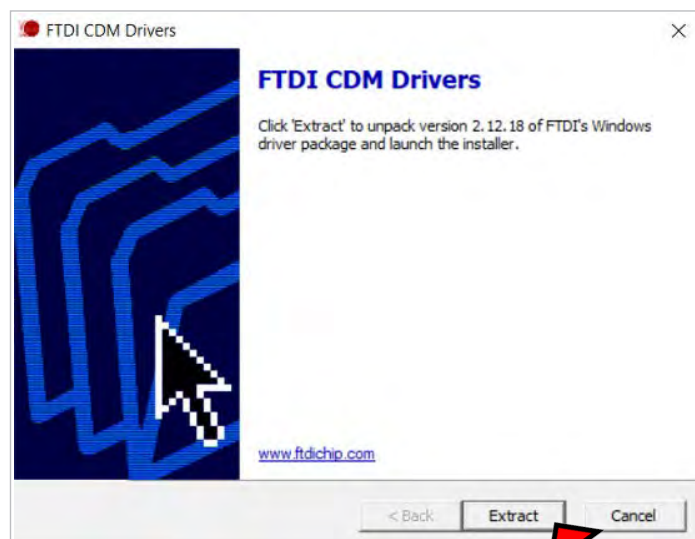 FTDI CDM Drivers
FTDI CDM Drivers
Click 'Extract' to unpack version 2.12.18 of FTDI's Windows
driver package and launch the installer.
www.ftdichip.com
< Back
Extract
Cancel